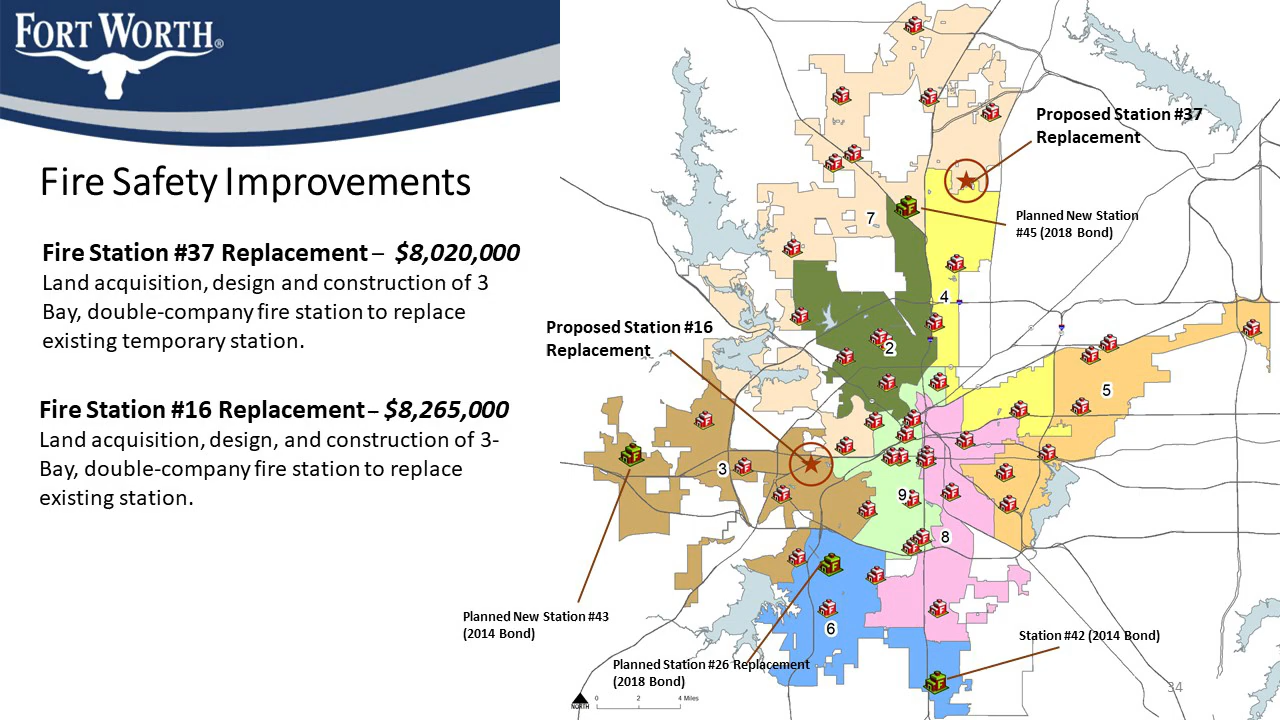 FORT WORTH®
Fire Safety Improvements
Fire Station #37 Replacement – $8,020,000
Land acquisition, design and construction of 3
Bay, double-company fire station to replace
existing temporary station.
Fire Station #16 Replacement – $8,265,000
Land acquisition, design, and construction of 3-
Bay, double-company fire station to replace
existing station.
Proposed Station #37
Replacement
Planned New Station
#45 (2018 Bond)
7
4
Proposed Station #16
Replacement
2
5
3
9
8
6
Planned New Station #43
(2014 Bond)
Station #42 (2014 Bond)
Planned Station #26 Replacement
(2018 Bond)
NORTH
0 2 4 Miles
34